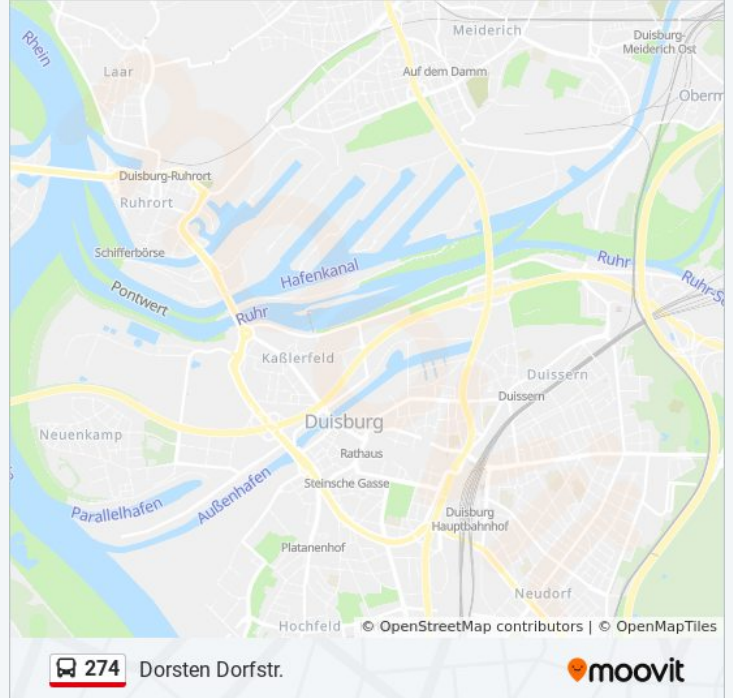 Rhein
Meiderich
Duisburg-
Meiderich Ost
Laar
Auf dem Damm
Oberm
Duisburg-Ruhrort
Ruhrort
Schifferbörse
Hafenkanal
Ruhr
Ruhr-S
Pontwert
Ruhr
Kaßlerfeld
Duissern
Duissern
Duisburg
Neuenkamp
Rathaus
Steinsche Gasse
Außenhafen
Parallelhafen
Duisburg
Hauptbahnhof
Platanenhof
Neudorf
Hochfeld
© OpenStreetMap contributors | © OpenMapTiles
274 Dorsten Dorfstr.
moovit